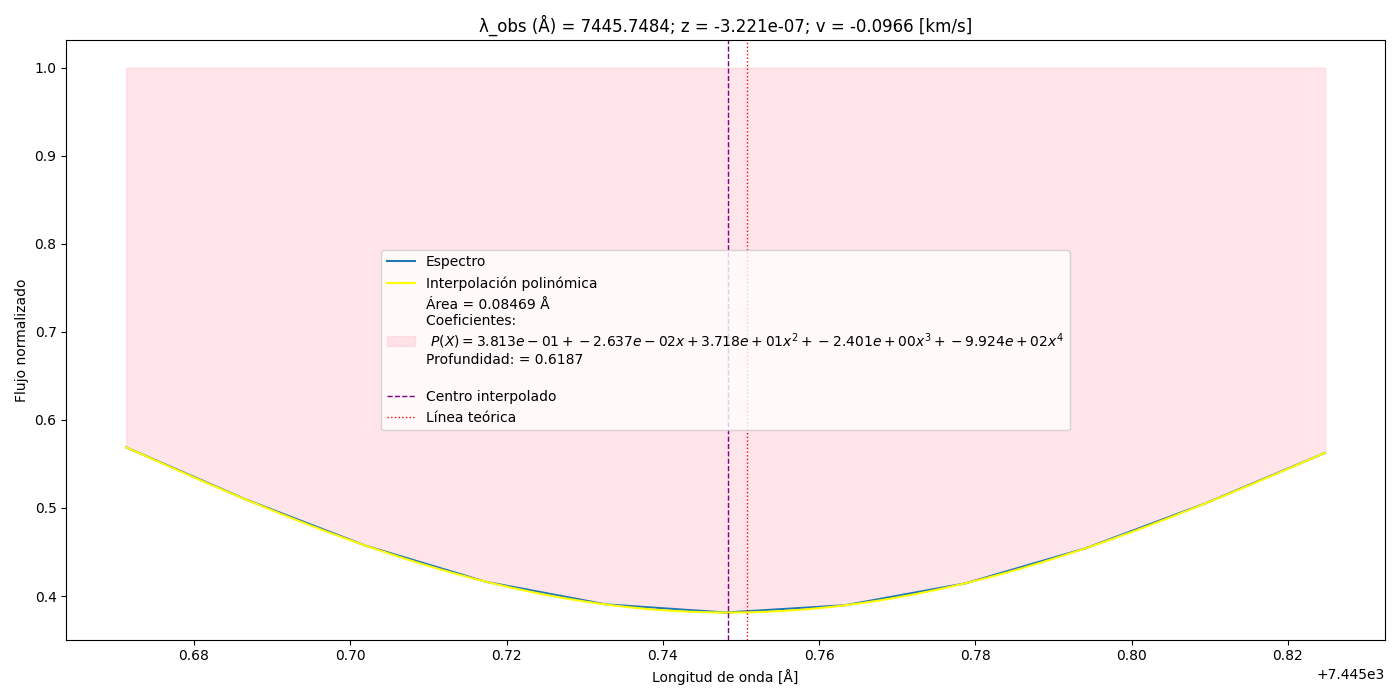 λ_obs (Å) = 7445.7484; z = -3.221e-07; v = -0.0966 [km/s]
Flujo normalizado
1.0
0.9
0.8
0.7
0.6
0.5
0.4
Espectro
Interpolación polinómica
Área = 0.08469 Å
Coeficientes:
P(X) = 3.813e − 01 + −2.637e − 02x + 3.718e + 01x² + −2.401e + 00x³ + −9.924e + 02x⁴
Profundidad: = 0.6187
Centro interpolado
Línea teórica
0.68 0.70 0.72 0.74 0.76 0.78 0.80 0.82
+7.445e3
Longitud de onda [Å]